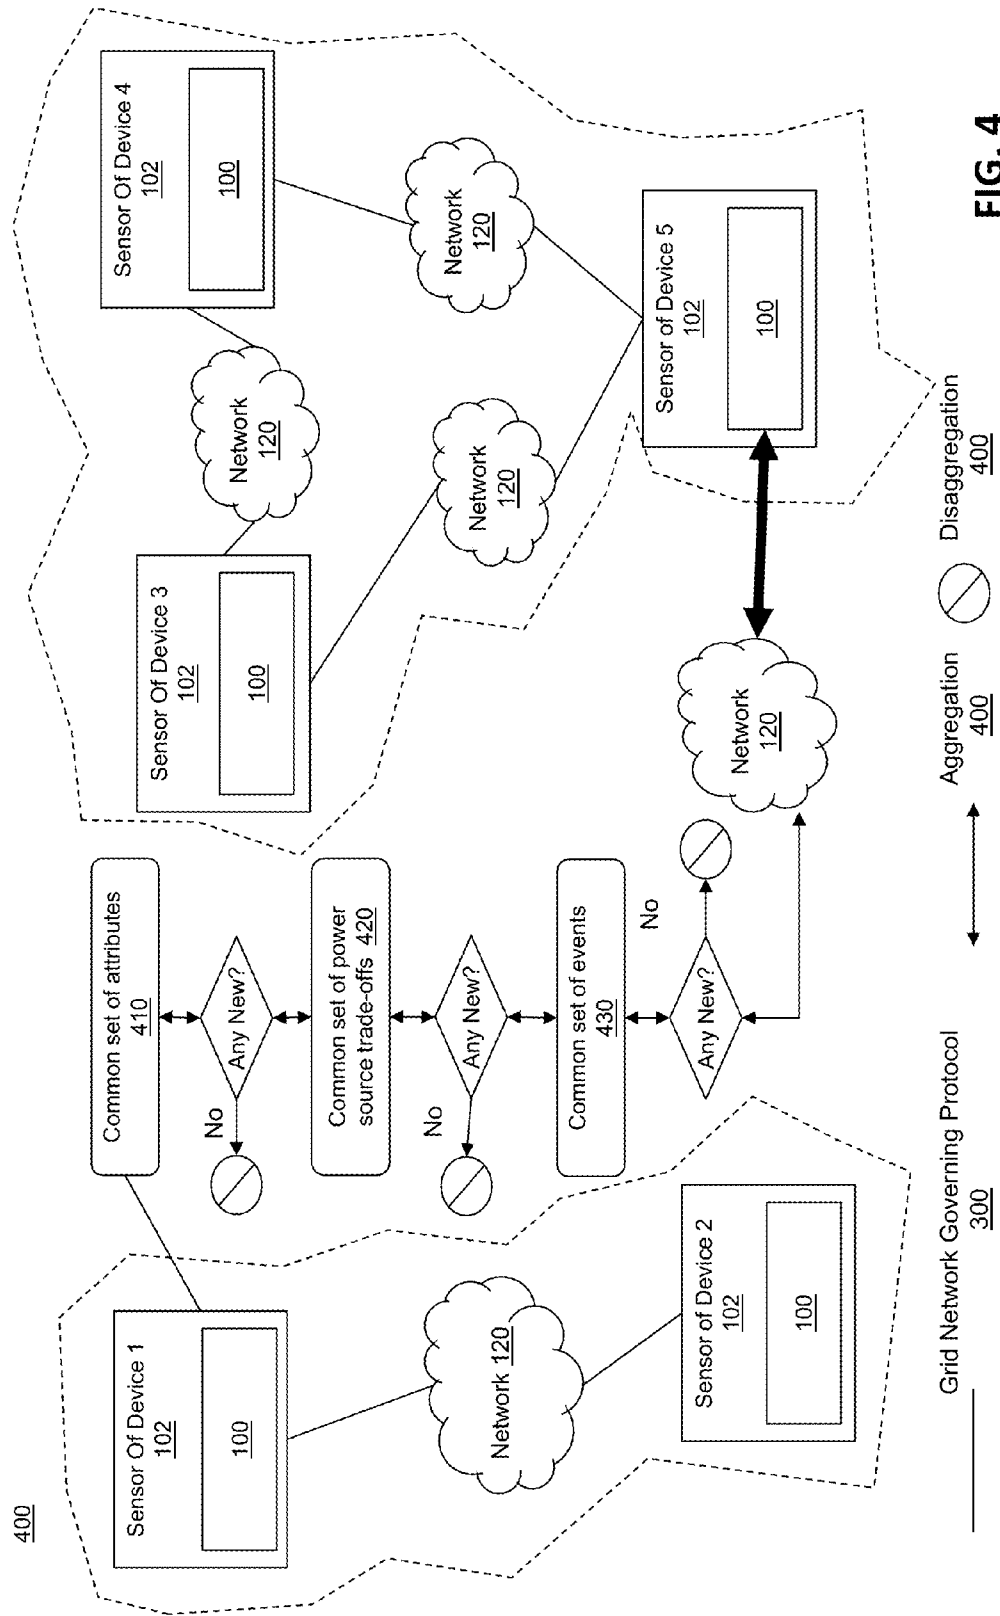 400
Sensor Of Device 1
102
100
Network 120
Sensor of Device 2
102
100
Common set of attributes
410
Any New?
No
Common set of power
source trade-offs 420
Any New?
No
Common set of events
430
Any New?
No
Network
120
Sensor Of Device 3
102
100
Network
120
Sensor Of Device 4
102
100
Network
120
Network
120
Sensor of Device 5
102
100
Grid Network Governing Protocol
300
Aggregation
400
Disaggregation
400
FIG. 4